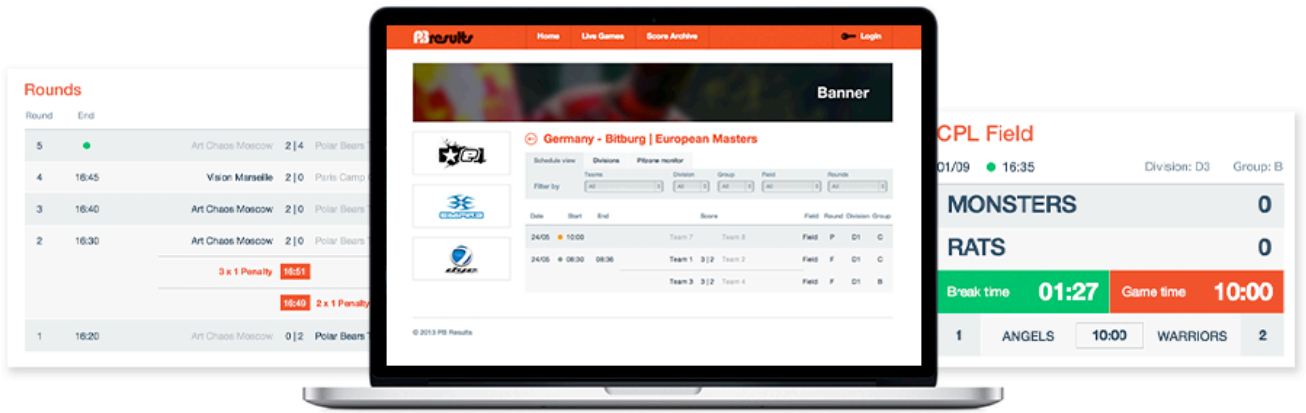 Rounds
Round End
5 Art Chaos Moscow 2|4 Polar Bears
4 16:45 Vision Marseille 2|0 Paris Camp
3 16:40 Art Chaos Moscow 2|0 Polar Bears
2 16:30 Art Chaos Moscow 2|0 Polar Bears
3 x 1 Penalty 16:51
16:49 2 x 1 Penalty
1 16:20 Art Chaos Moscow 0|2 Polar Bears
PBresults Home Live Games Score Archive Login
Banner
Germany - Bitburg | European Masters
Schedule view Divisions Pitzone monitor
Teams Division Group Field Rounds
Filter by All All All All All
Date Start End Score Field Round Division Group
24/05 10:00 Team 7 Team 8 Field P D1 C
24/05 08:30 08:36 Team 1 3|2 Team 2 Field F D1 C
Team 3 3|2 Team 4 Field F D1 B
e
dye
© 2013 PB Results
CPL Field
01/09 16:35 Division: D3 Group: B
MONSTERS 0
RATS 0
Break time 01:27 Game time 10:00
1 ANGELS 10:00 WARRIORS 2